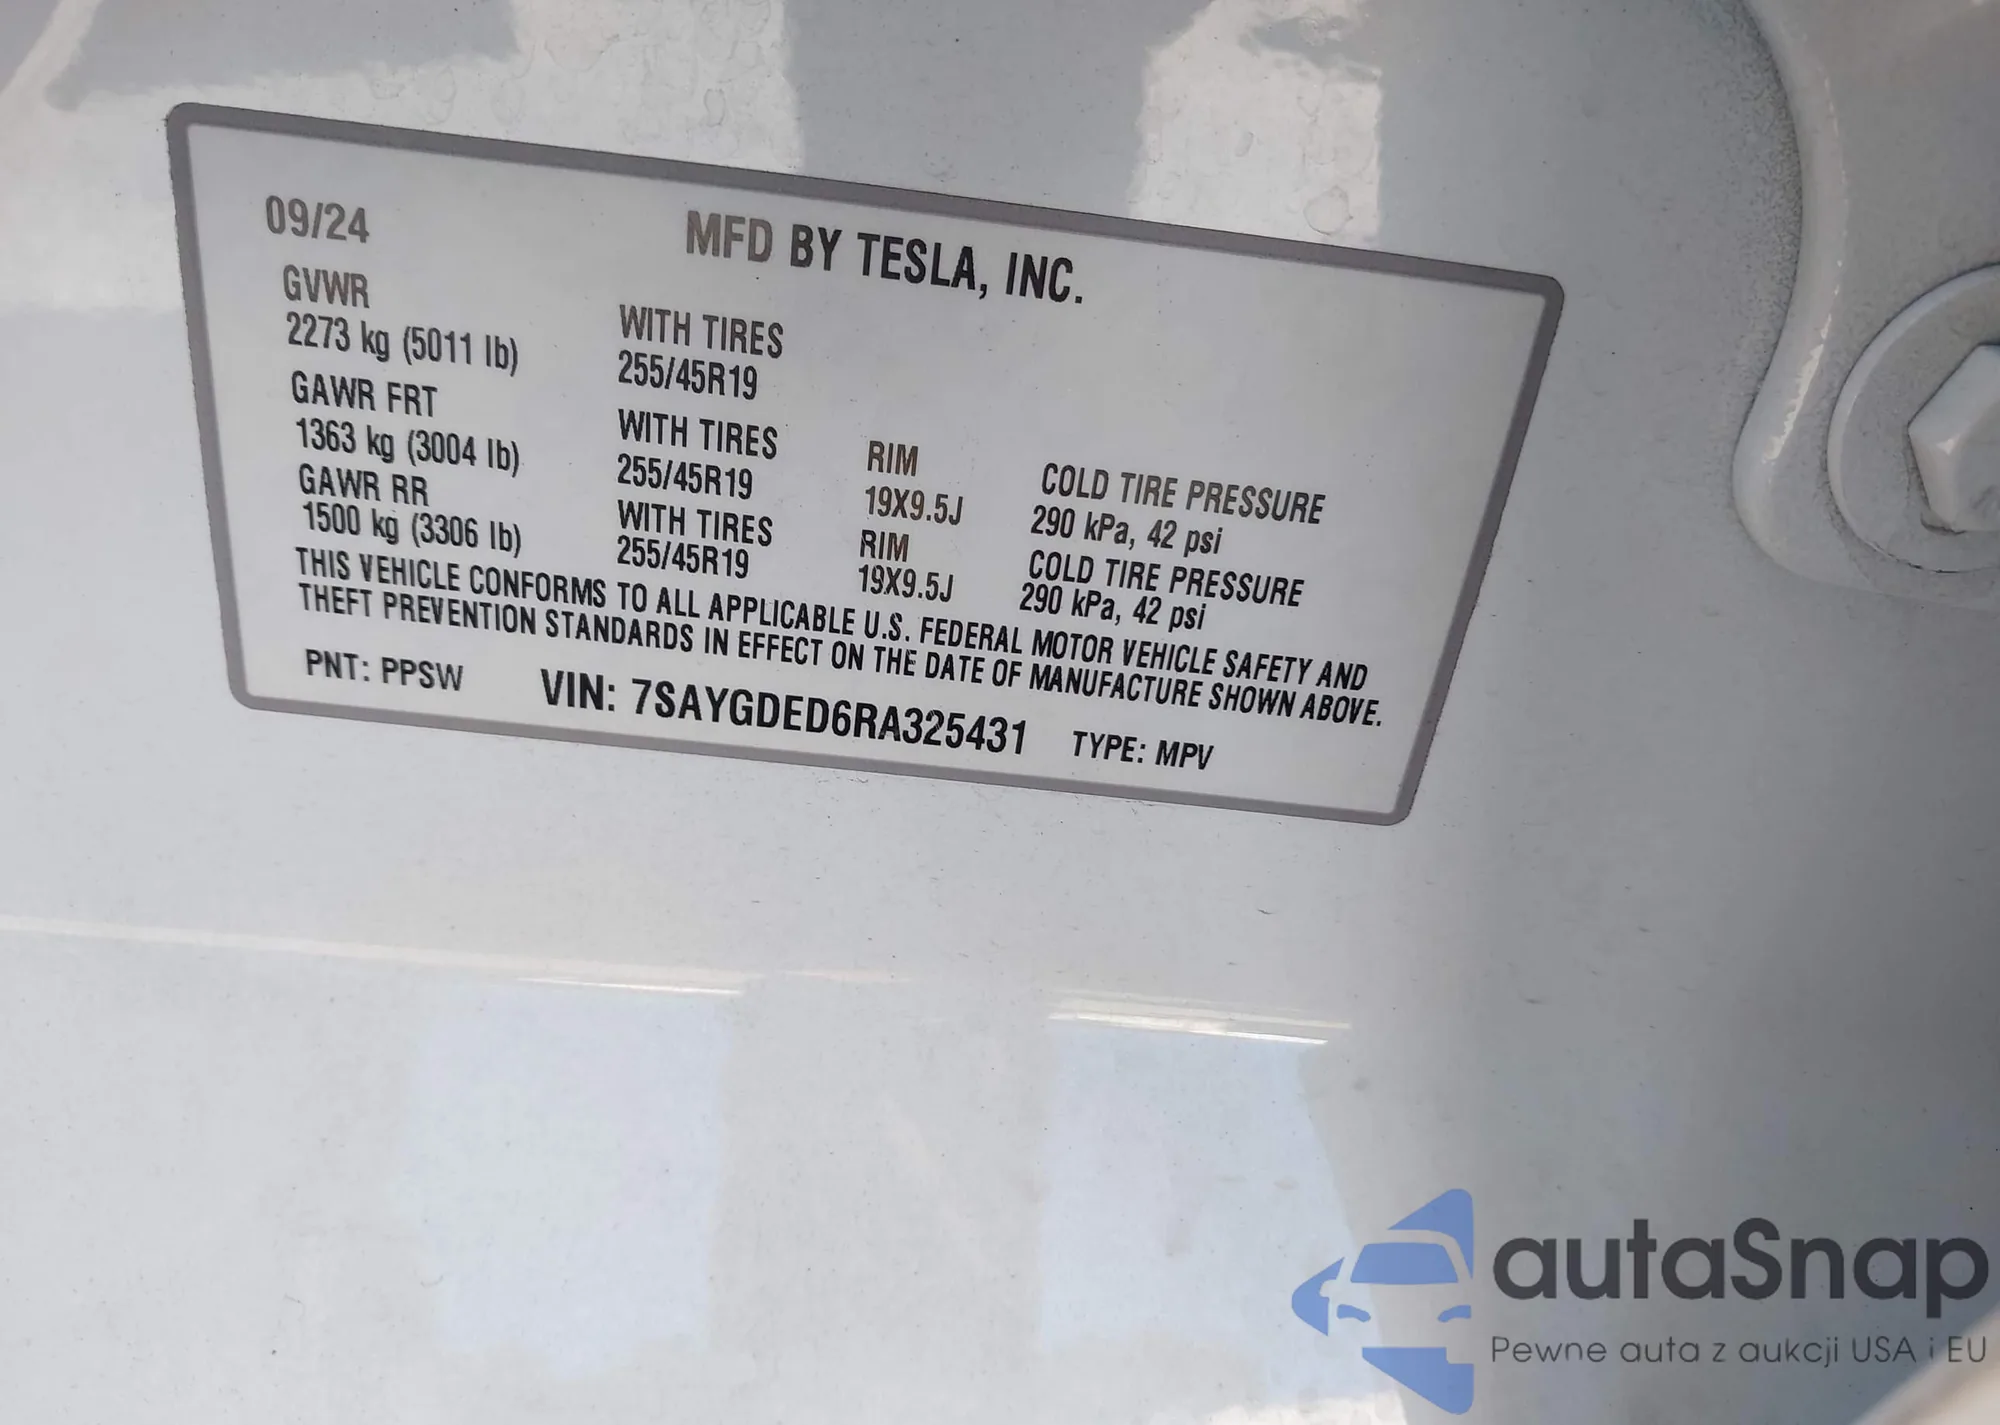 09/24
MFD BY TESLA, INC.
GVWR
2273 kg (5011 lb)
WITH TIRES
255/45R19
GAWR FRT
1363 kg (3004 lb)
WITH TIRES
255/45R19
RIM
19X9.5J
COLD TIRE PRESSURE
290 kPa, 42 psi
GAWR RR
1500 kg (3306 lb)
WITH TIRES
255/45R19
RIM
19X9.5J
COLD TIRE PRESSURE
290 kPa, 42 psi
THIS VEHICLE CONFORMS TO ALL APPLICABLE U.S. FEDERAL MOTOR VEHICLE SAFETY AND
THEFT PREVENTION STANDARDS IN EFFECT ON THE DATE OF MANUFACTURE SHOWN ABOVE.
PNT: PPSW VIN: 7SAYGDED6RA325431 TYPE: MPV
autaSnap
Pewne auta z aukcji USA i EU